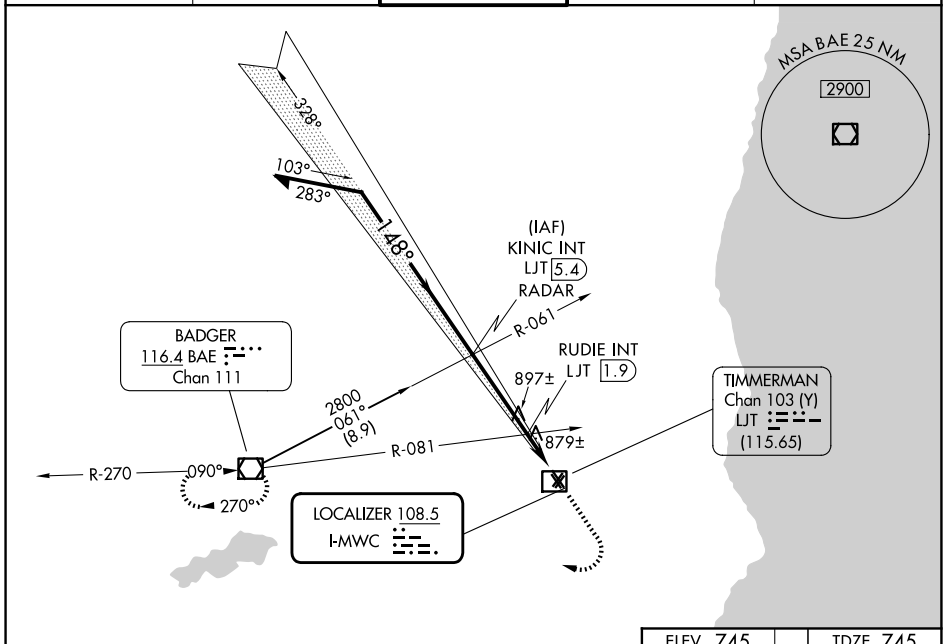 MSA BAE 25 NM
2900
328°
103°
283°
148°
(IAF)
KINIC INT
LJT 5.4
RADAR
R-061
BADGER
116.4 BAE
Chan 111
RUDIE INT
LJT 1.9
897±
879±
TIMMERMAN
Chan 103 (Y)
LJT
(115.65)
2800
061°
(8.9)
R-081
R-270
090°
270°
LOCALIZER 108.5
I-MWC
ELEV 745
TDZE 745